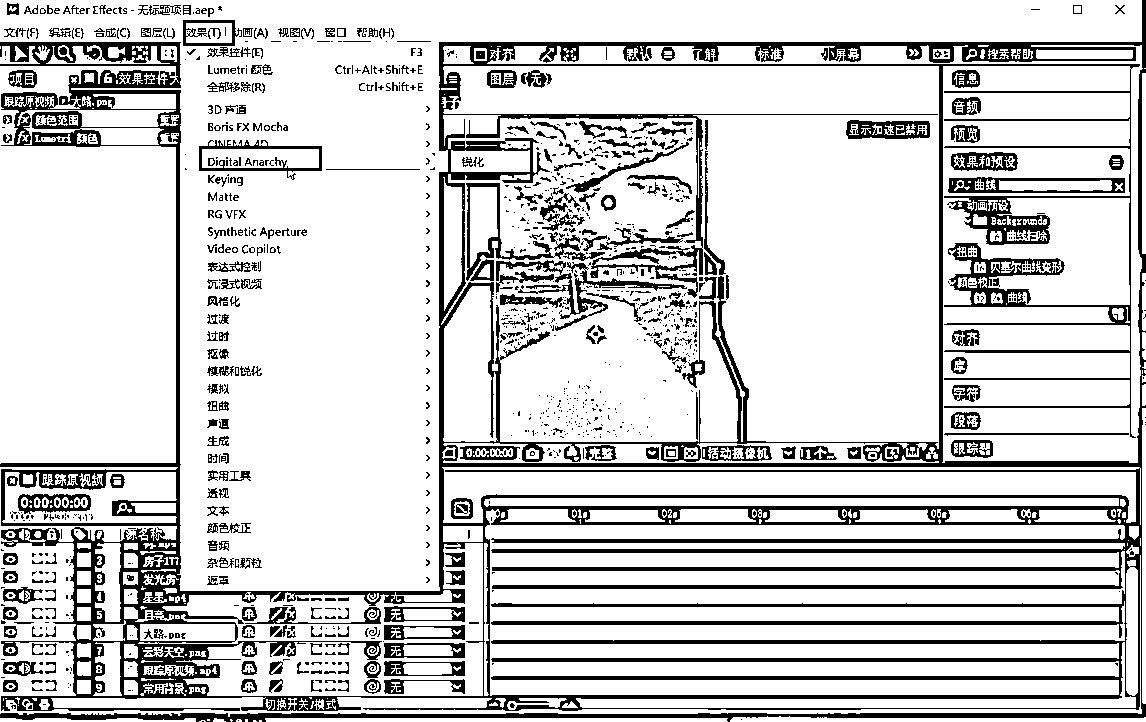 Adobe After Effects - 无标题项目.aep *
文件(F) 编辑(E) 合成(C) 图层(L) 效果(T) 动画(A) 视图(V) 窗口 帮助(H)
对齐 默认 了解 标准 小屏幕 搜索帮助
项目 效果控件大
跟踪原视频 大路.png
颜色范围
Lumetri 颜色
效果控件(E) F3
Lumetri 颜色 Ctrl+Alt+Shift+E
全部移除(R) Ctrl+Shift+E
3D 声道
Boris FX Mocha
CINEMA 4D
Digital Anarchy
Keying
Matte
RG VFX
Synthetic Aperture
Video Copilot
表达式控制
沉浸式视频
风格化
过渡
过时
抠像
模糊和锐化
模拟
扭曲
声道
生成
时间
实用工具
透视
文本
颜色校正
音频
杂色和颗粒
遮罩
锐化
图层 (无)
显示加速已禁用
0:00:00:00 完整 活动摄像机 1个...
信息
音频
预览
效果和预设
曲线
动画预设
Backgrounds
曲线扫除
扭曲
贝塞尔曲线变形
颜色校正
曲线
对齐
库
字符
段落
跟踪器
跟踪原视频
0:00:00:00
# 源名称
01s 02s 03s 04s 05s 06s
3 发光房 无
4 星星.mp4 无
5 日常.png 无
6 大路.png 无
7 云彩天空.png 无
8 跟踪原视频.mp4 无
9 常用背景.png 无
切换开关/模式